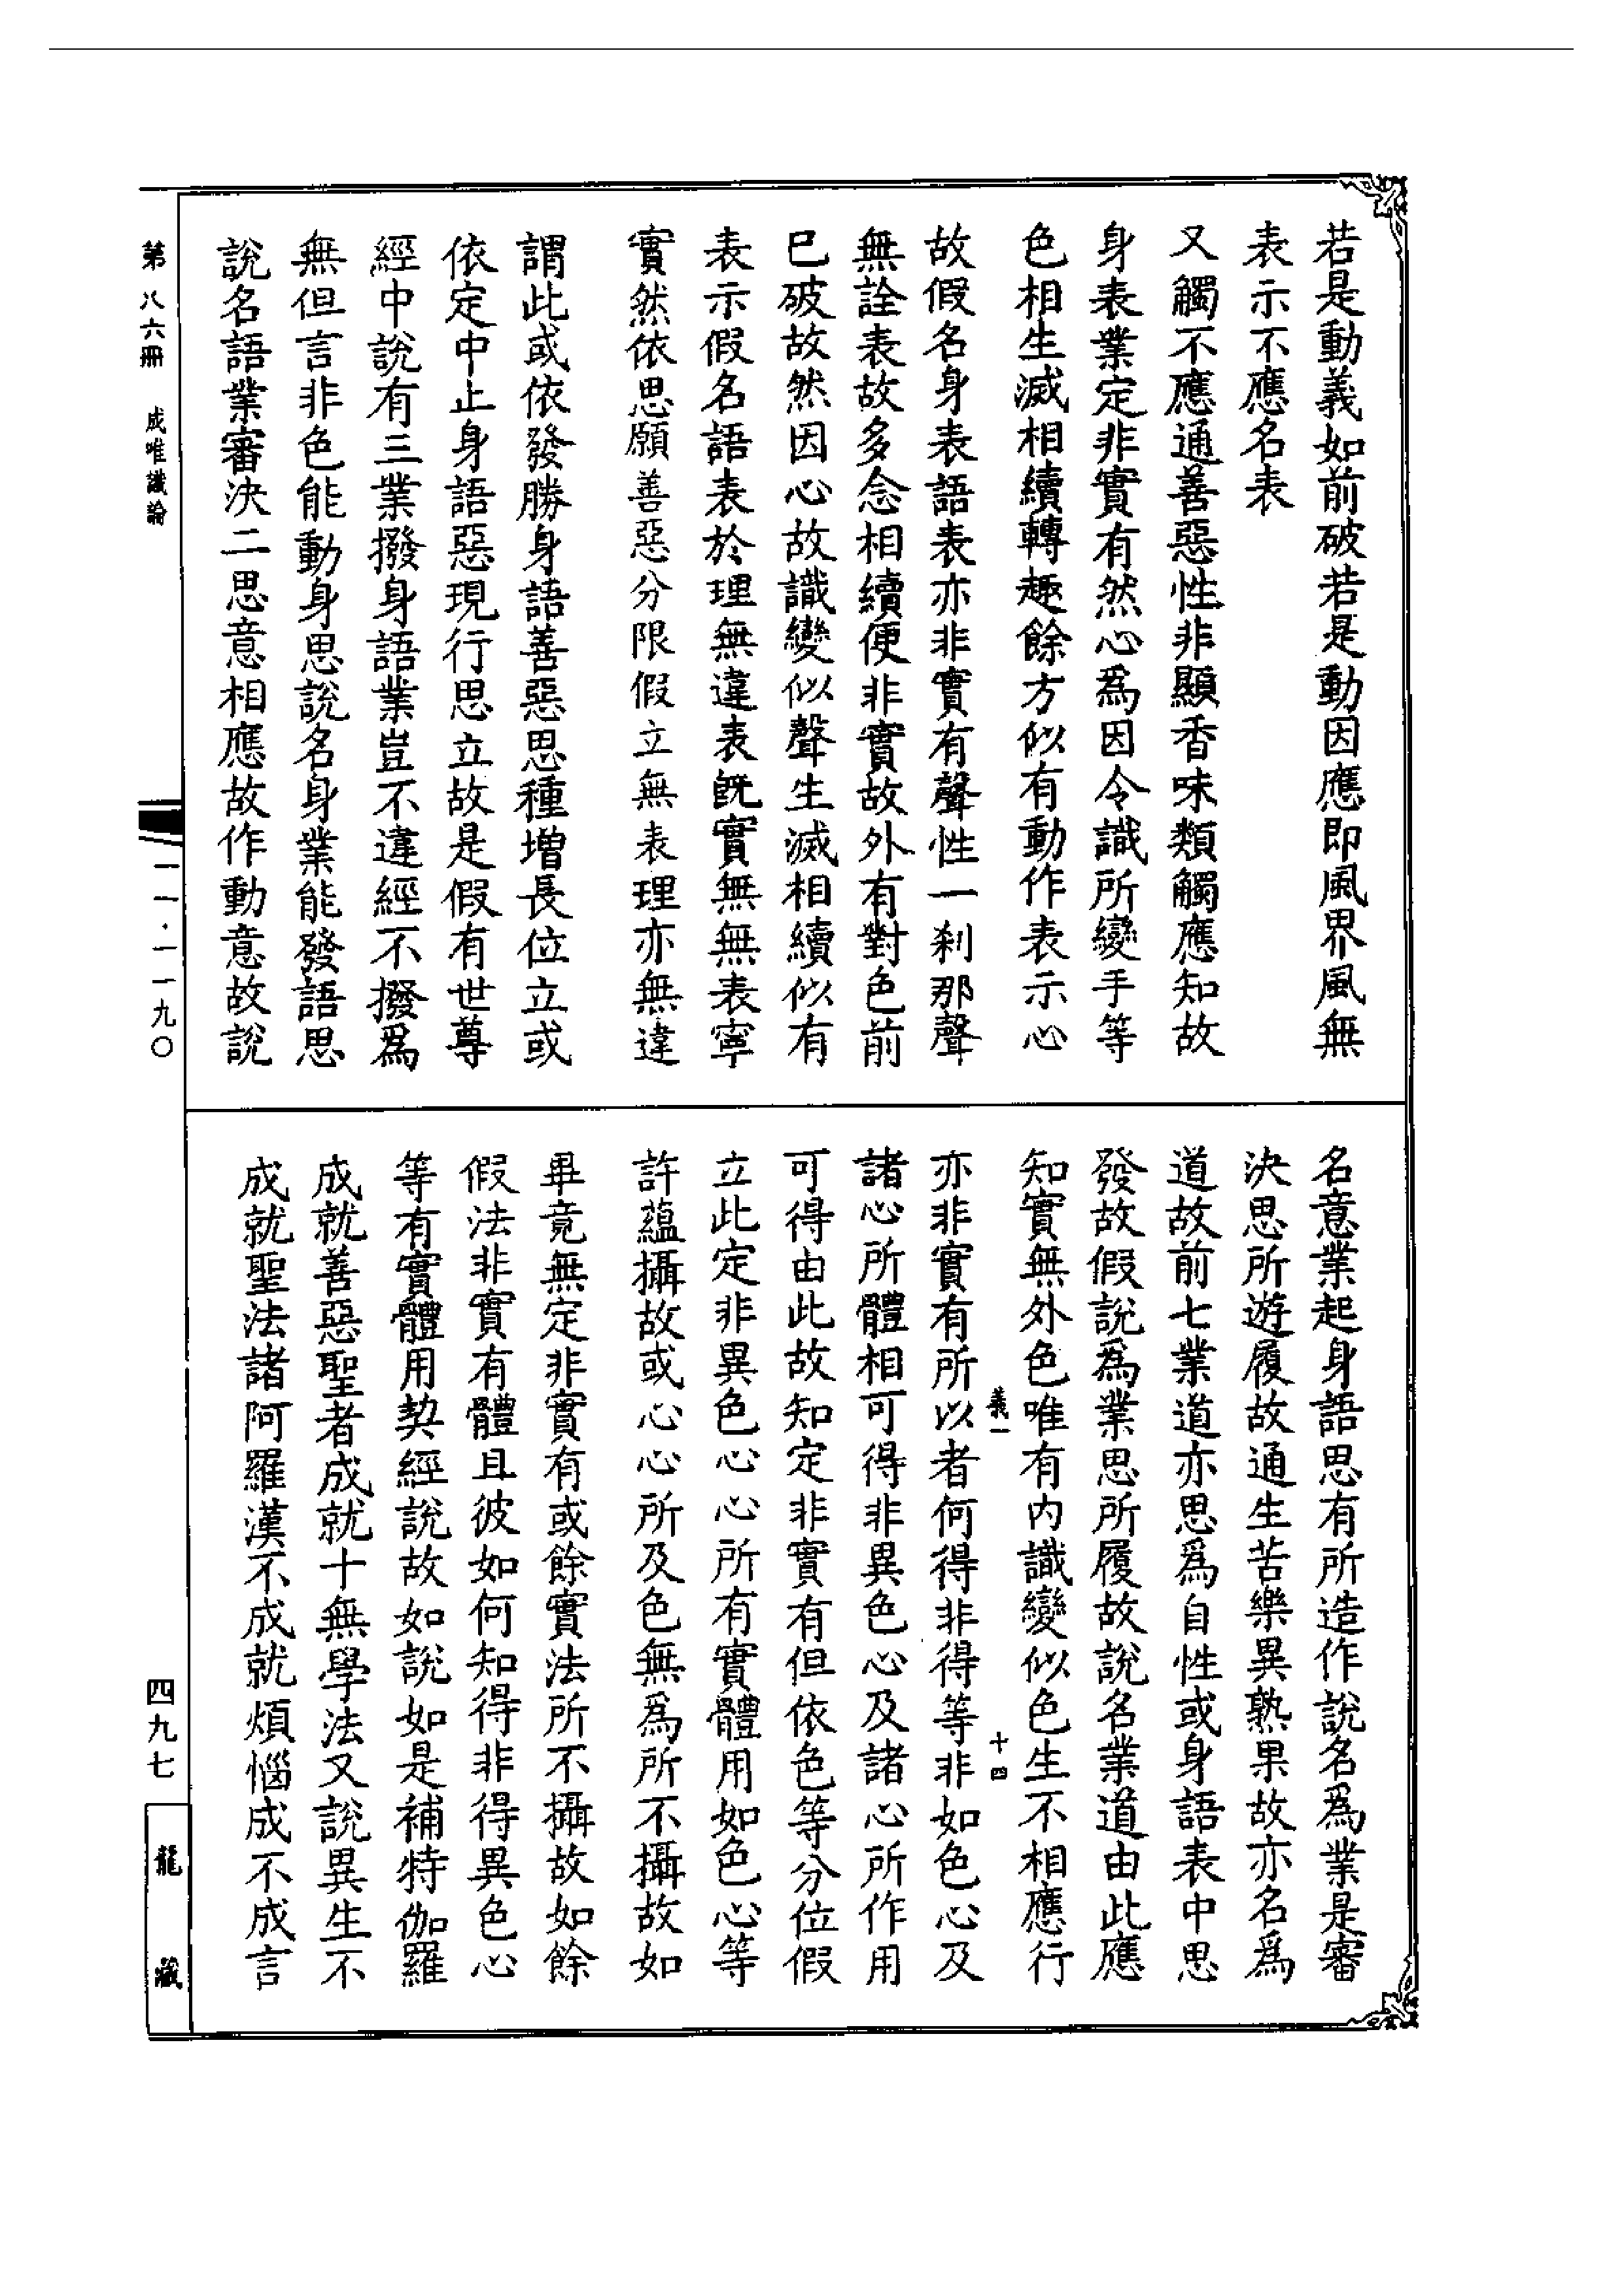 若是動義如前破若是動因應即風界風無
表示不應名表
又觸不應通善惡性非顯香味類觸應知故
身表業定非實有然心爲因令識所變手等
色相生滅相續轉趣餘方似有動作表示心
故假名身表語表亦非實有聲性一刹那聲
無詮表故多念相續便非實故外有對色前
已破故然因心故識變似聲生滅相續似有
表示假名語表於理無違表既實無無表寧
實然依思願善惡分限假立無表理亦無違
謂此或依發勝身語善惡思種增長位立或
依定中止身語惡現行思立故是假有世尊
經中說有三業撥身語業豈不違經不撥爲
無但言非色能動身思說名身業能發語思
說名語業審決二思意相應故作動意故說
名意業起身語思有所造作說名爲業是審
決思所遊履故通生苦樂異熟果故亦名爲
道故前七業道亦思爲自性或身語表中思
發故假說爲業思所履故說名業道由此應
知實無外色唯有內識變似色生不相應行
義一 十四
亦非實有所以者何得非得等非如色心及
諸心所體相可得非異色心及諸心所作用
可得由此故知定非實有但依色等分位假
立此定非異色心心所有實體用如色心等
許蘊攝故或心心所及色無爲所不攝故如
畢竟無定非實有或餘實法所不攝故如餘
假法非實有體且彼如何知得非得異色心
等有實體用契經說故如說如是補特伽羅
成就善惡聖者成就十無學法又說異生不
成就聖法諸阿羅漢不成就煩惱成不成言
第八六冊 成唯識論
一一·一一九〇
四九七
龍藏